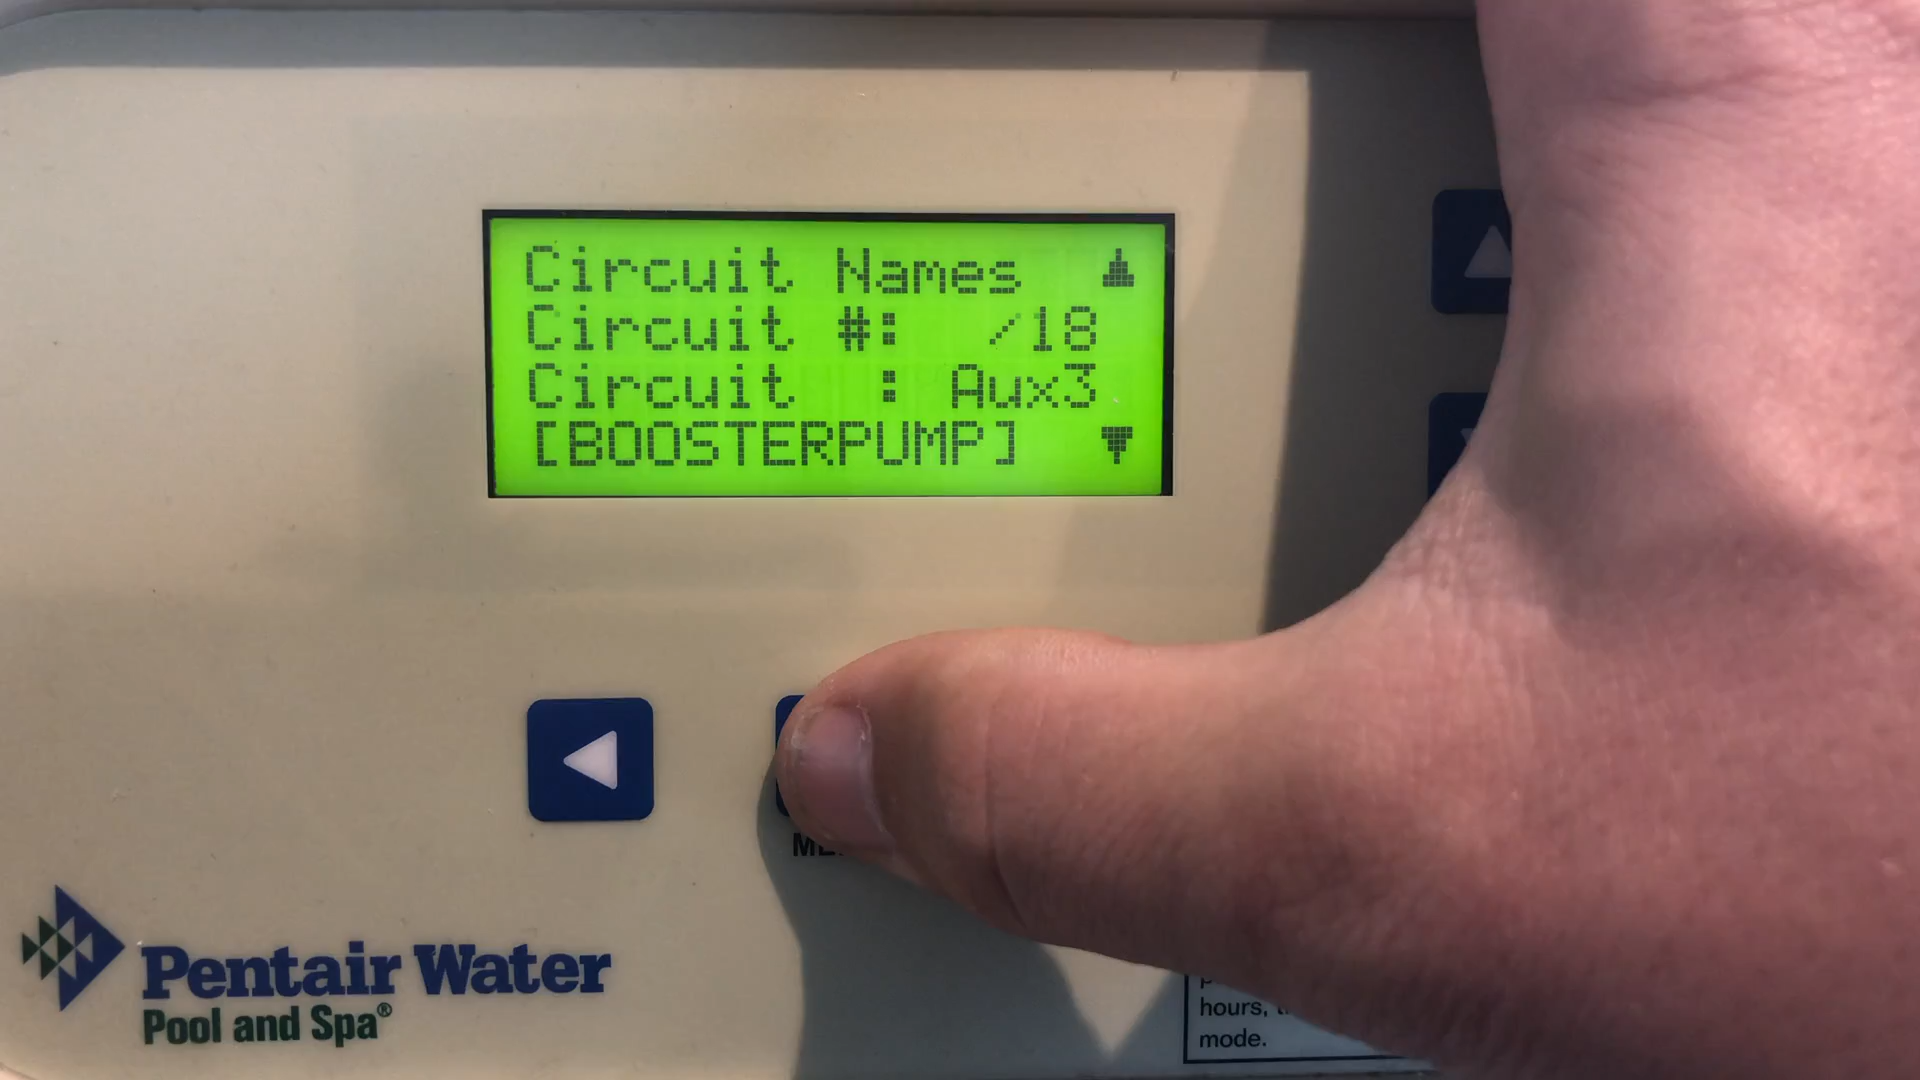 Circuit Names
Circuit #: /18
Circuit : Aux3
[BOOSTERPUMP]
Pentair Water
Pool and Spa®
hours,
mode.